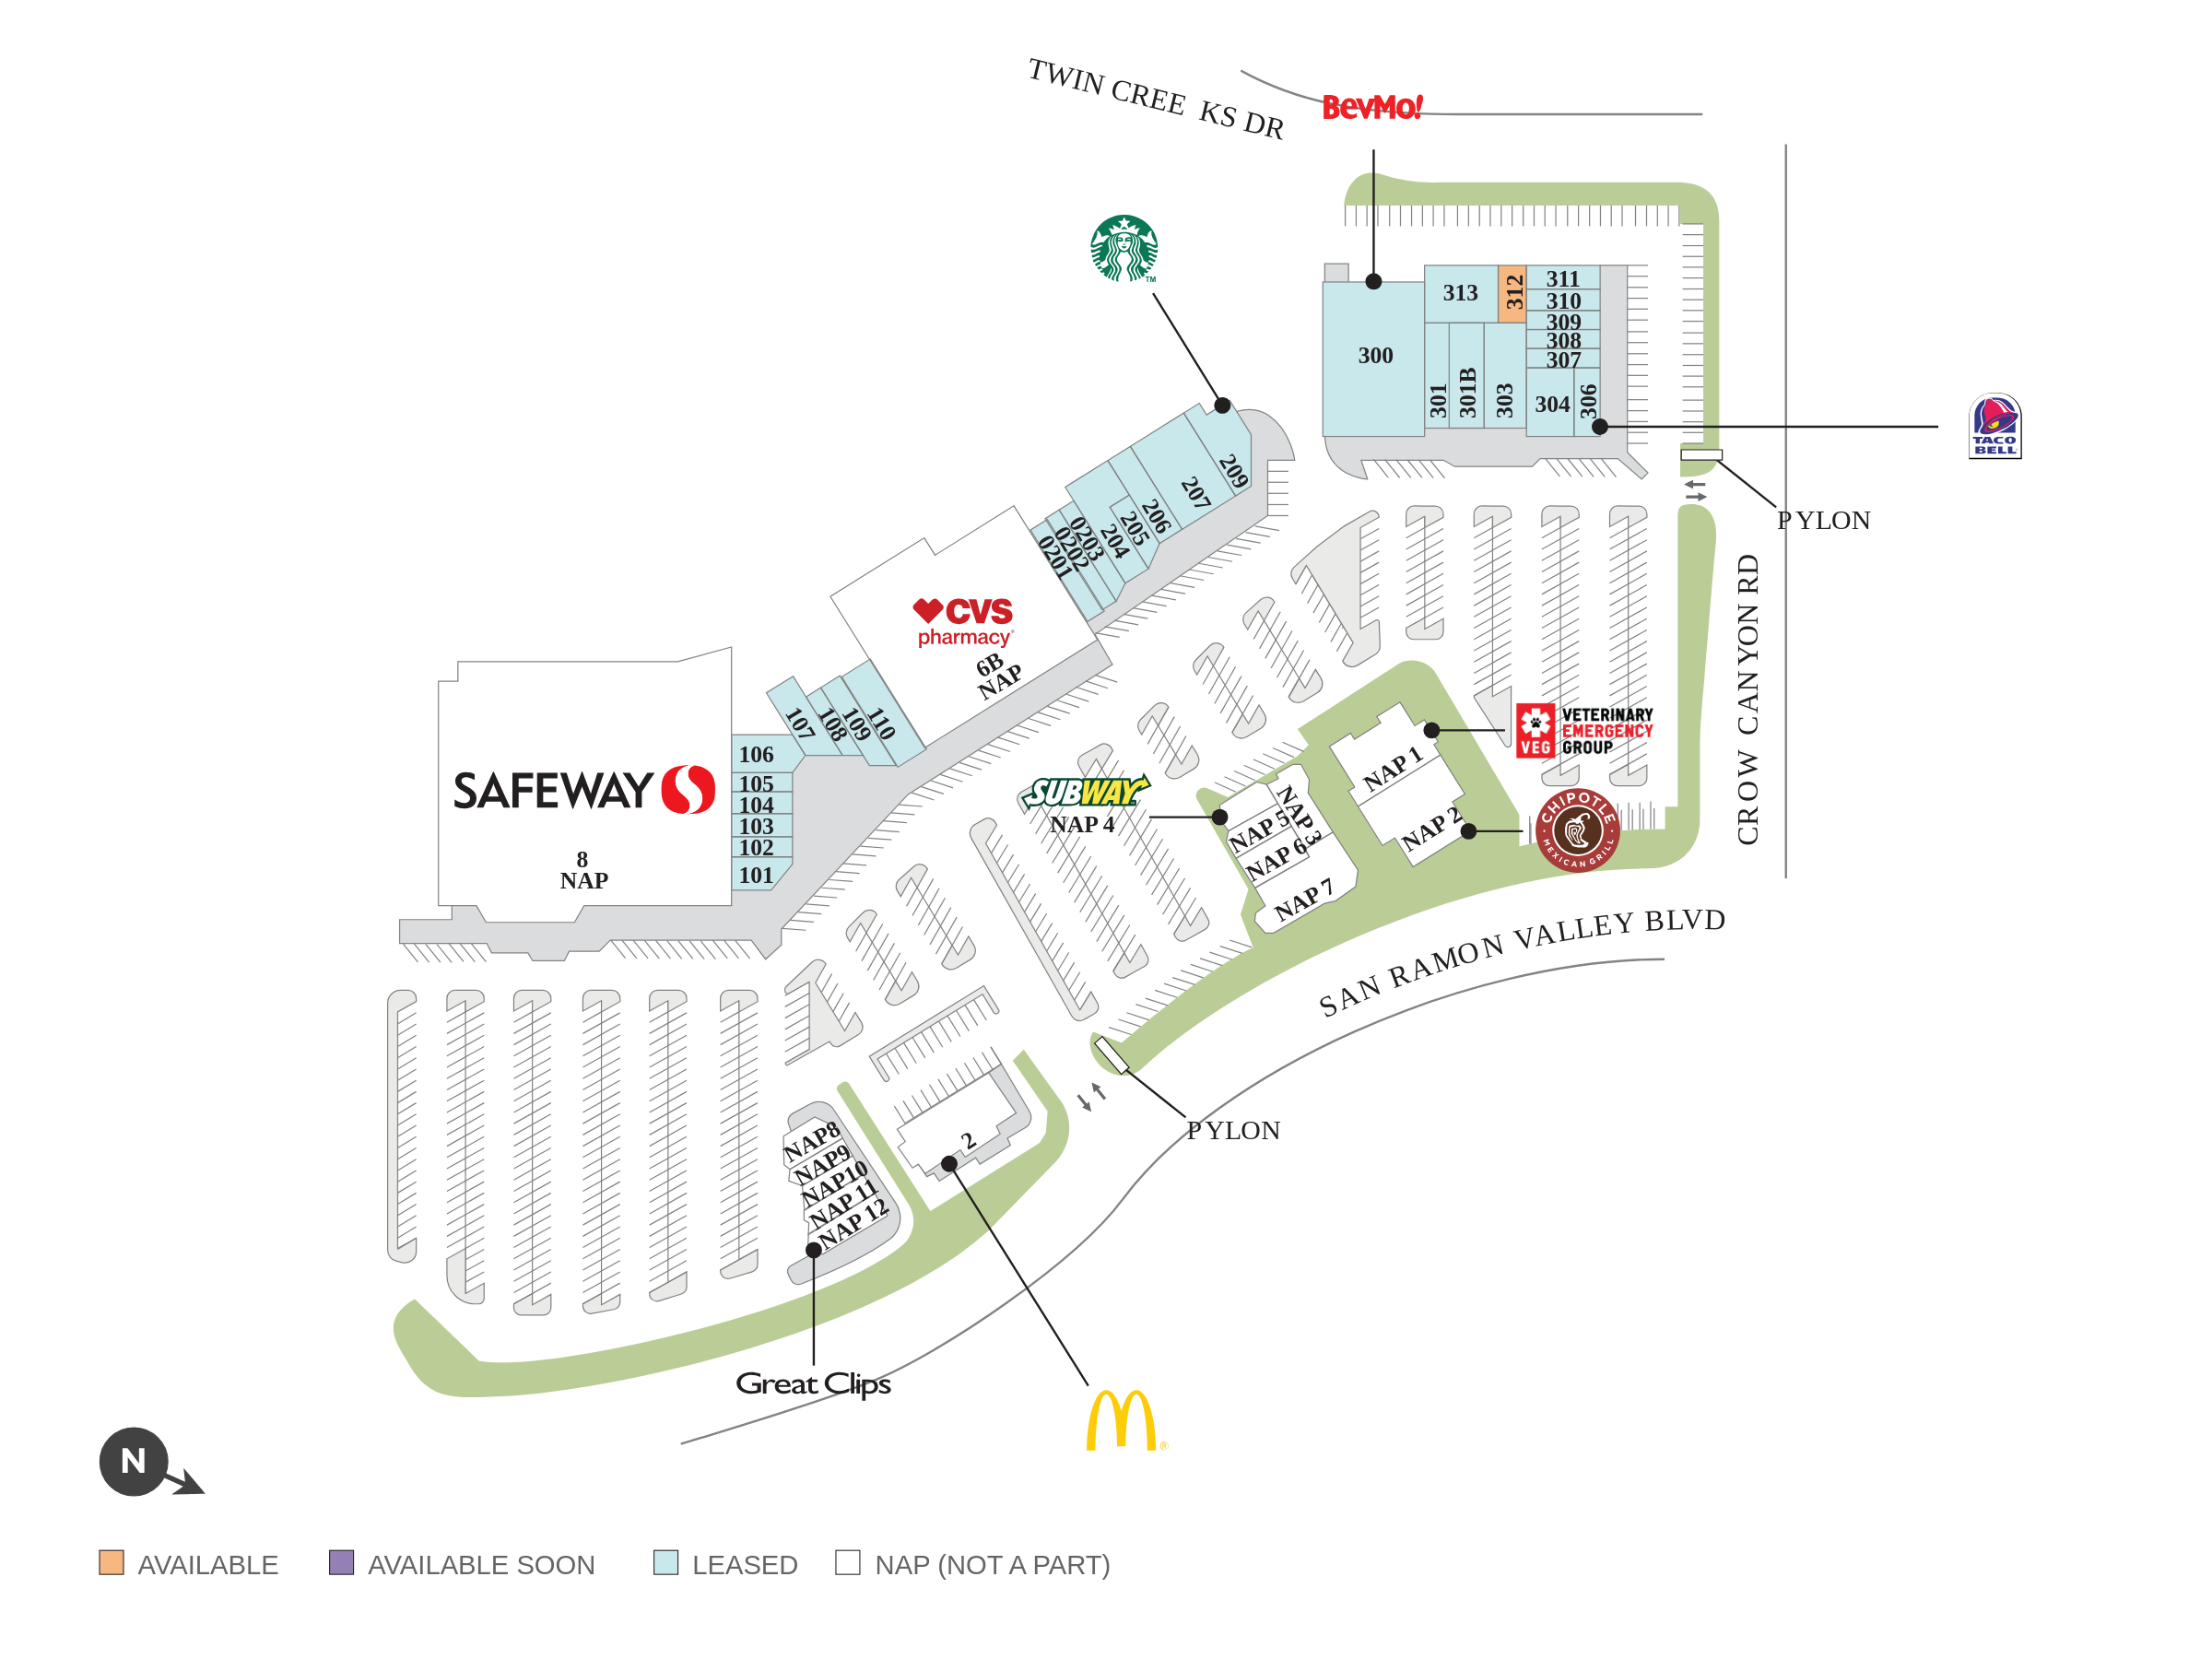 TWIN CREE KS DR
BEVMO!
TM
313
312
311
310
309
308
307
300
301
301B
303
304
306
TACO
BELL
PYLON
209
207
206
205
204
0203
0202
0201
CVS
pharmacy
6B
NAP
CROW CANYON RD
110
109
108
107
106
105
104
103
102
101
SAFEWAY
8
NAP
VEG
VETERINARY
EMERGENCY
GROUP
NAP 1
NAP 2
CHIPOTLE
MEXICAN GRILL
SUBWAY
NAP 4
NAP 3
NAP 5
NAP 6
NAP 7
SAN RAMON VALLEY BLVD
PYLON
2
NAP8
NAP9
NAP10
NAP 11
NAP 12
Great Clips
®
N
AVAILABLE
AVAILABLE SOON
LEASED
NAP (NOT A PART)